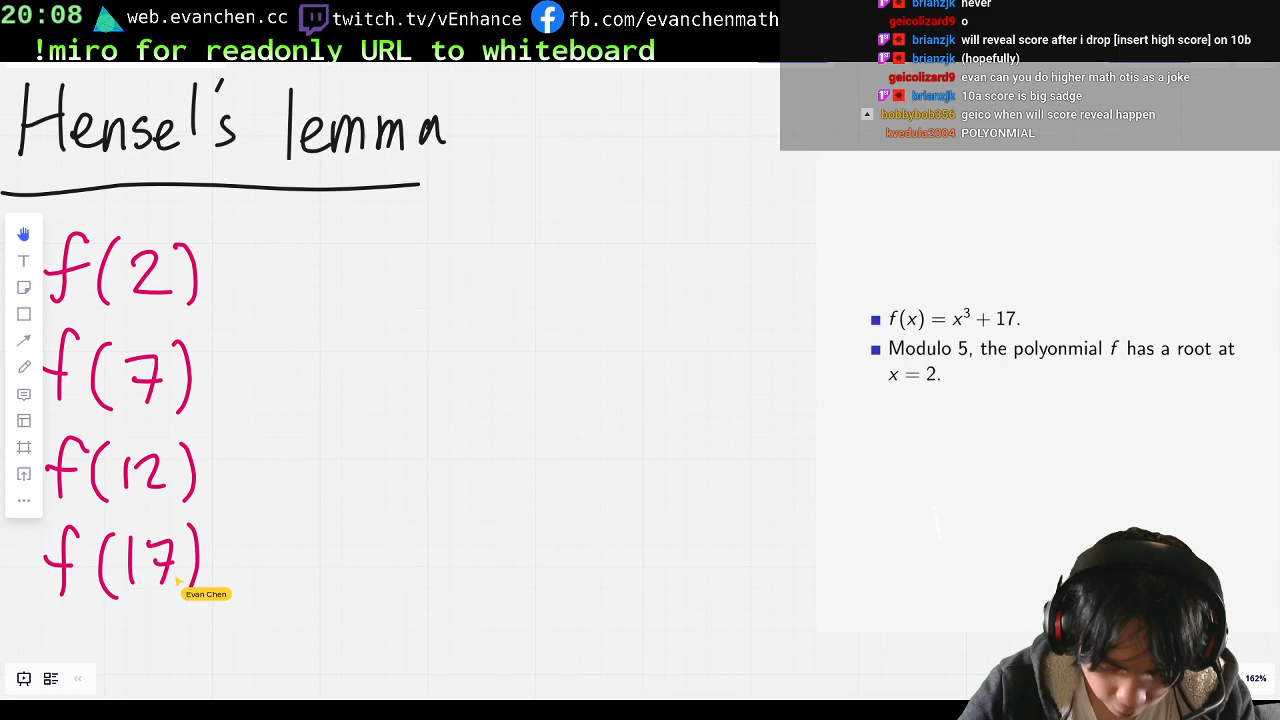 20:08 web.evanchen.cc twitch.tv/vEnhance fb.com/evanchenmath
!miro for readonly URL to whiteboard
brianzjk never
geicolizard9 o
brianzjk will reveal score after i drop [insert high score] on 10b
brianzjk (hopefully)
geicolizard9 evan can you do higher math otis as a joke
brianzjk 10a score is big sadge
bobbybob356 geico when will score reveal happen
kvedula2004 POLYONMIAL
Hensel's lemma
f(2)
f(7)
f(12)
f(17)
Evan Chen
f(x) = x³ + 17.
Modulo 5, the polyonmial f has a root at
x = 2.
162%